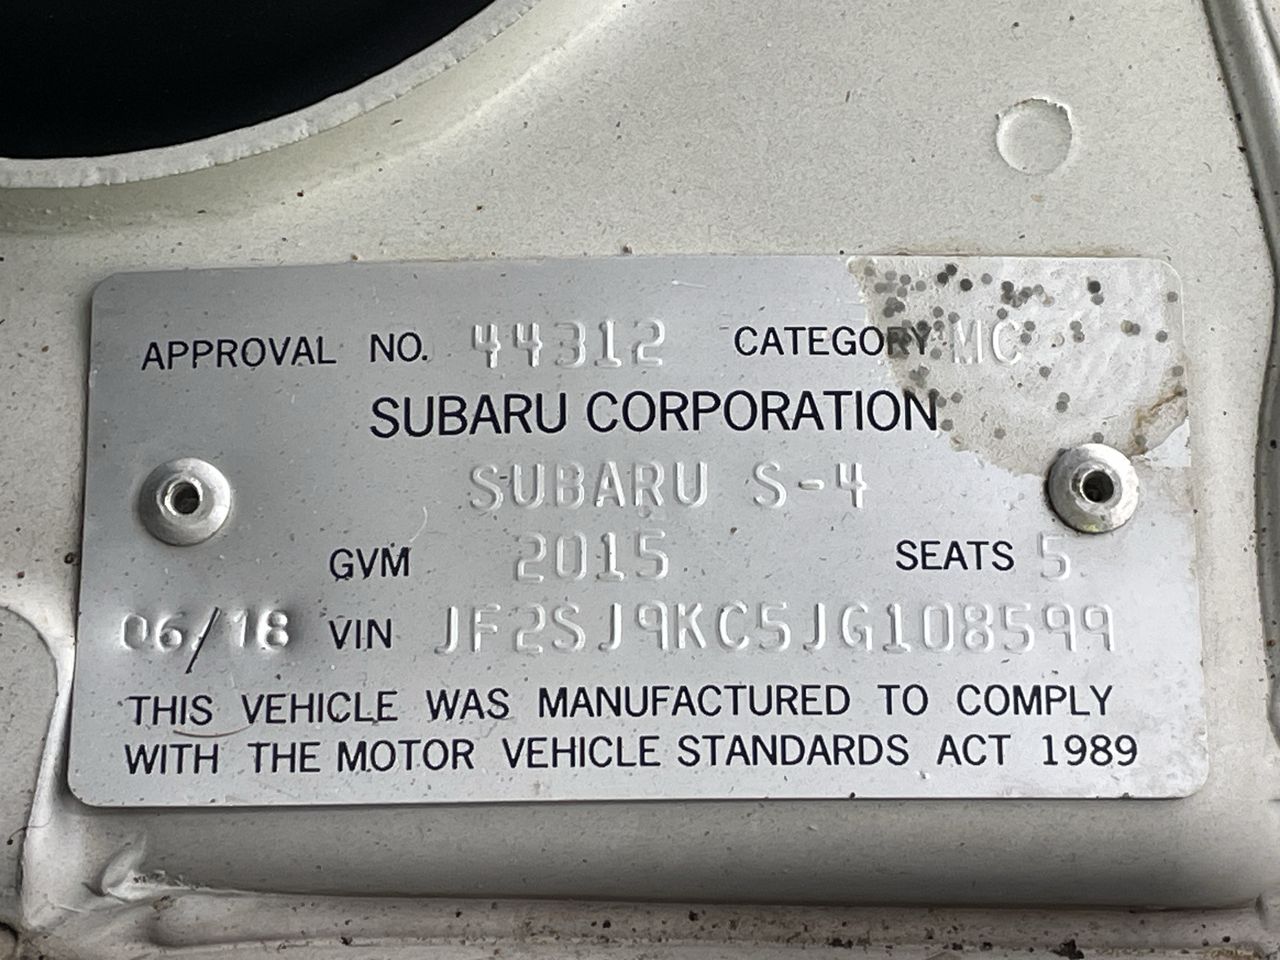 APPROVAL NO. 44312 CATEGORY MC
SUBARU CORPORATION
SUBARU S-4
GVM 2015 SEATS 5
06/18 VIN JF2SJ9KC5JG108599
THIS VEHICLE WAS MANUFACTURED TO COMPLY
WITH THE MOTOR VEHICLE STANDARDS ACT 1989